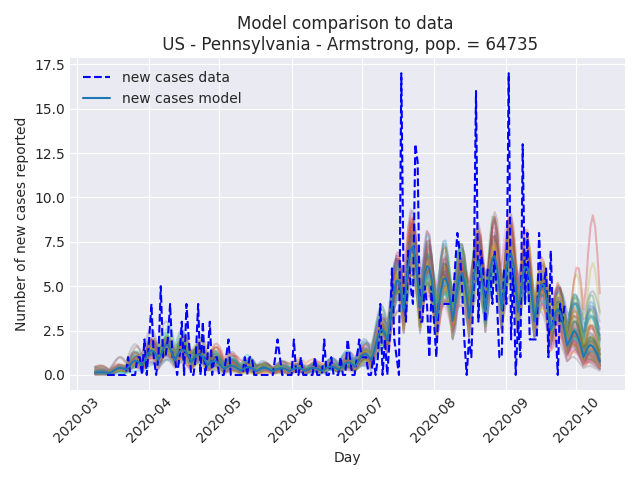 Model comparison to data
US - Pennsylvania - Armstrong, pop. = 64735
17.5
15.0
12.5
10.0
7.5
5.0
2.5
0.0
Number of new cases reported
new cases data
new cases model
2020-03
2020-04
2020-05
2020-06
2020-07
2020-08
2020-09
2020-10
Day